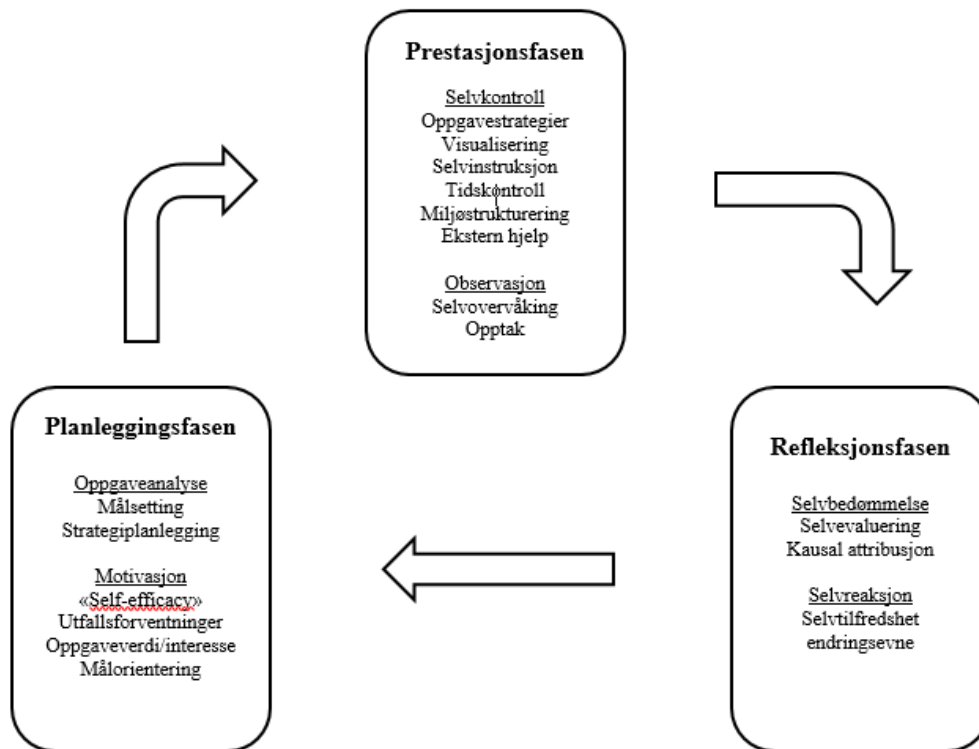 Prestasjonsfasen
Selvkontroll
Oppgavestrategier
Visualisering
Selvinstruksjon
Tidskontroll
Miljøstrukturering
Ekstern hjelp
Observasjon
Selvovervåking
Opptak
Planleggingsfasen
Oppgaveanalyse
Målsetting
Strategiplanlegging
Motivasjon
«Self-efficacy»
Utfallsforventninger
Oppgaveverdi/interesse
Målorientering
Refleksjonsfasen
Selvbedømmelse
Selvevaluering
Kausal attribusjon
Selvreaksjon
Selvtilfredshet
endringsevne